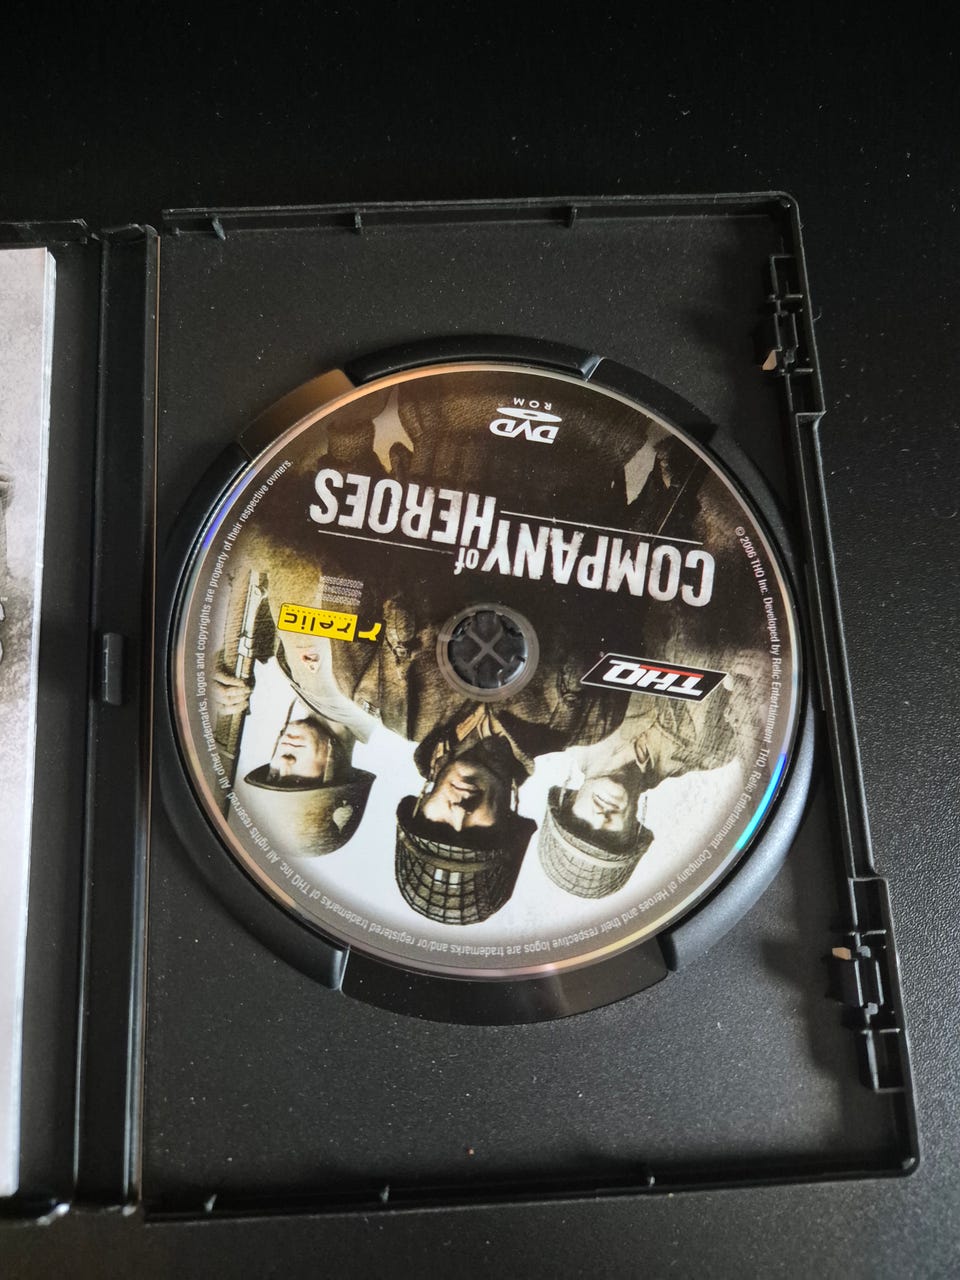 COMPANY
of HEROES
THQ
relic
DVD
ROM
© 2006 THQ Inc. Developed by Relic Entertainment. THQ, Relic Entertainment, Company of Heroes and their respective logos are trademarks and/or registered trademarks of THQ Inc. All rights reserved. All other trademarks, logos and copyrights are property of their respective owners.